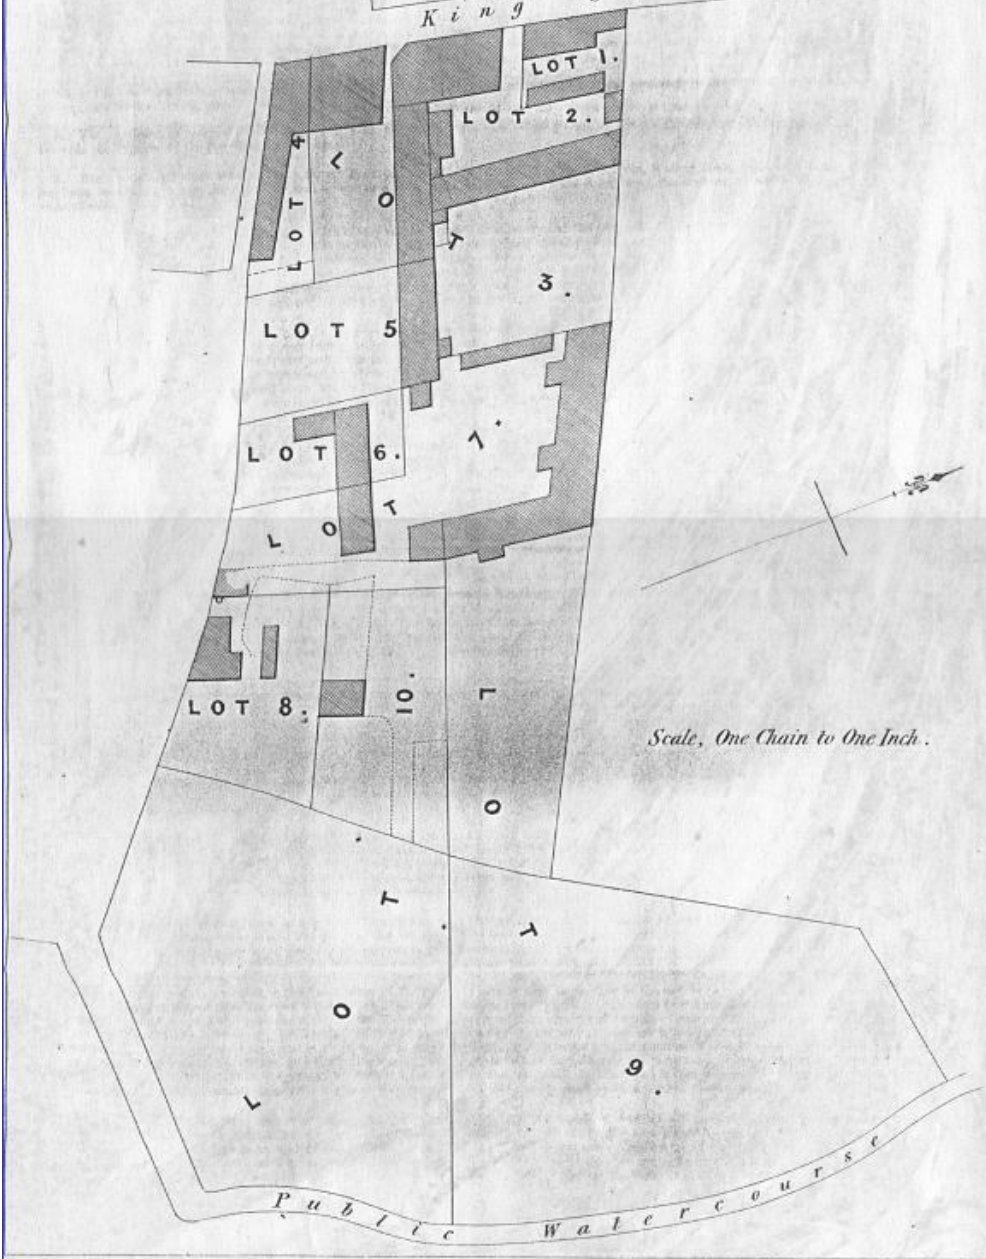 King
LOT 1.
LOT 2.
LOT 4
LOT 3.
LOT 5
LOT 6.
LOT 7
LOT 8.
LOT 10.
LOT 9.
Scale, One Chain to One Inch.
Public Watercourse